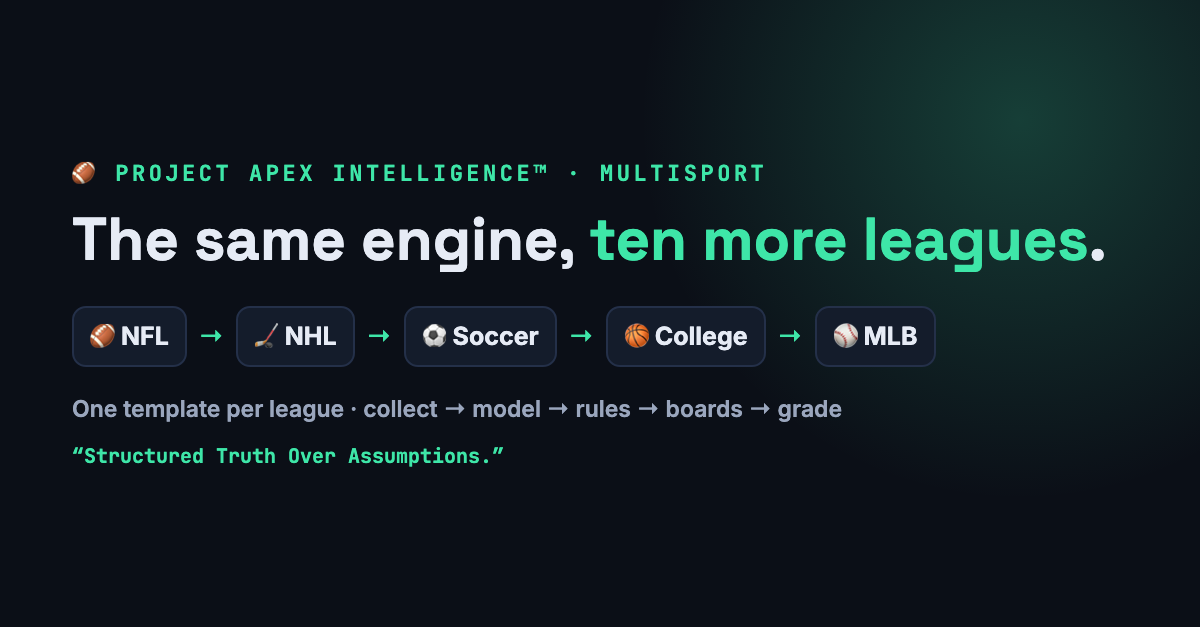 🏈 PROJECT APEX INTELLIGENCE™ · MULTISPORT
The same engine, ten more leagues.
🏈 NFL → 🏒 NHL → ⚽ Soccer → 🏀 College → ⚾ MLB
One template per league · collect → model → rules → boards → grade
“Structured Truth Over Assumptions.”